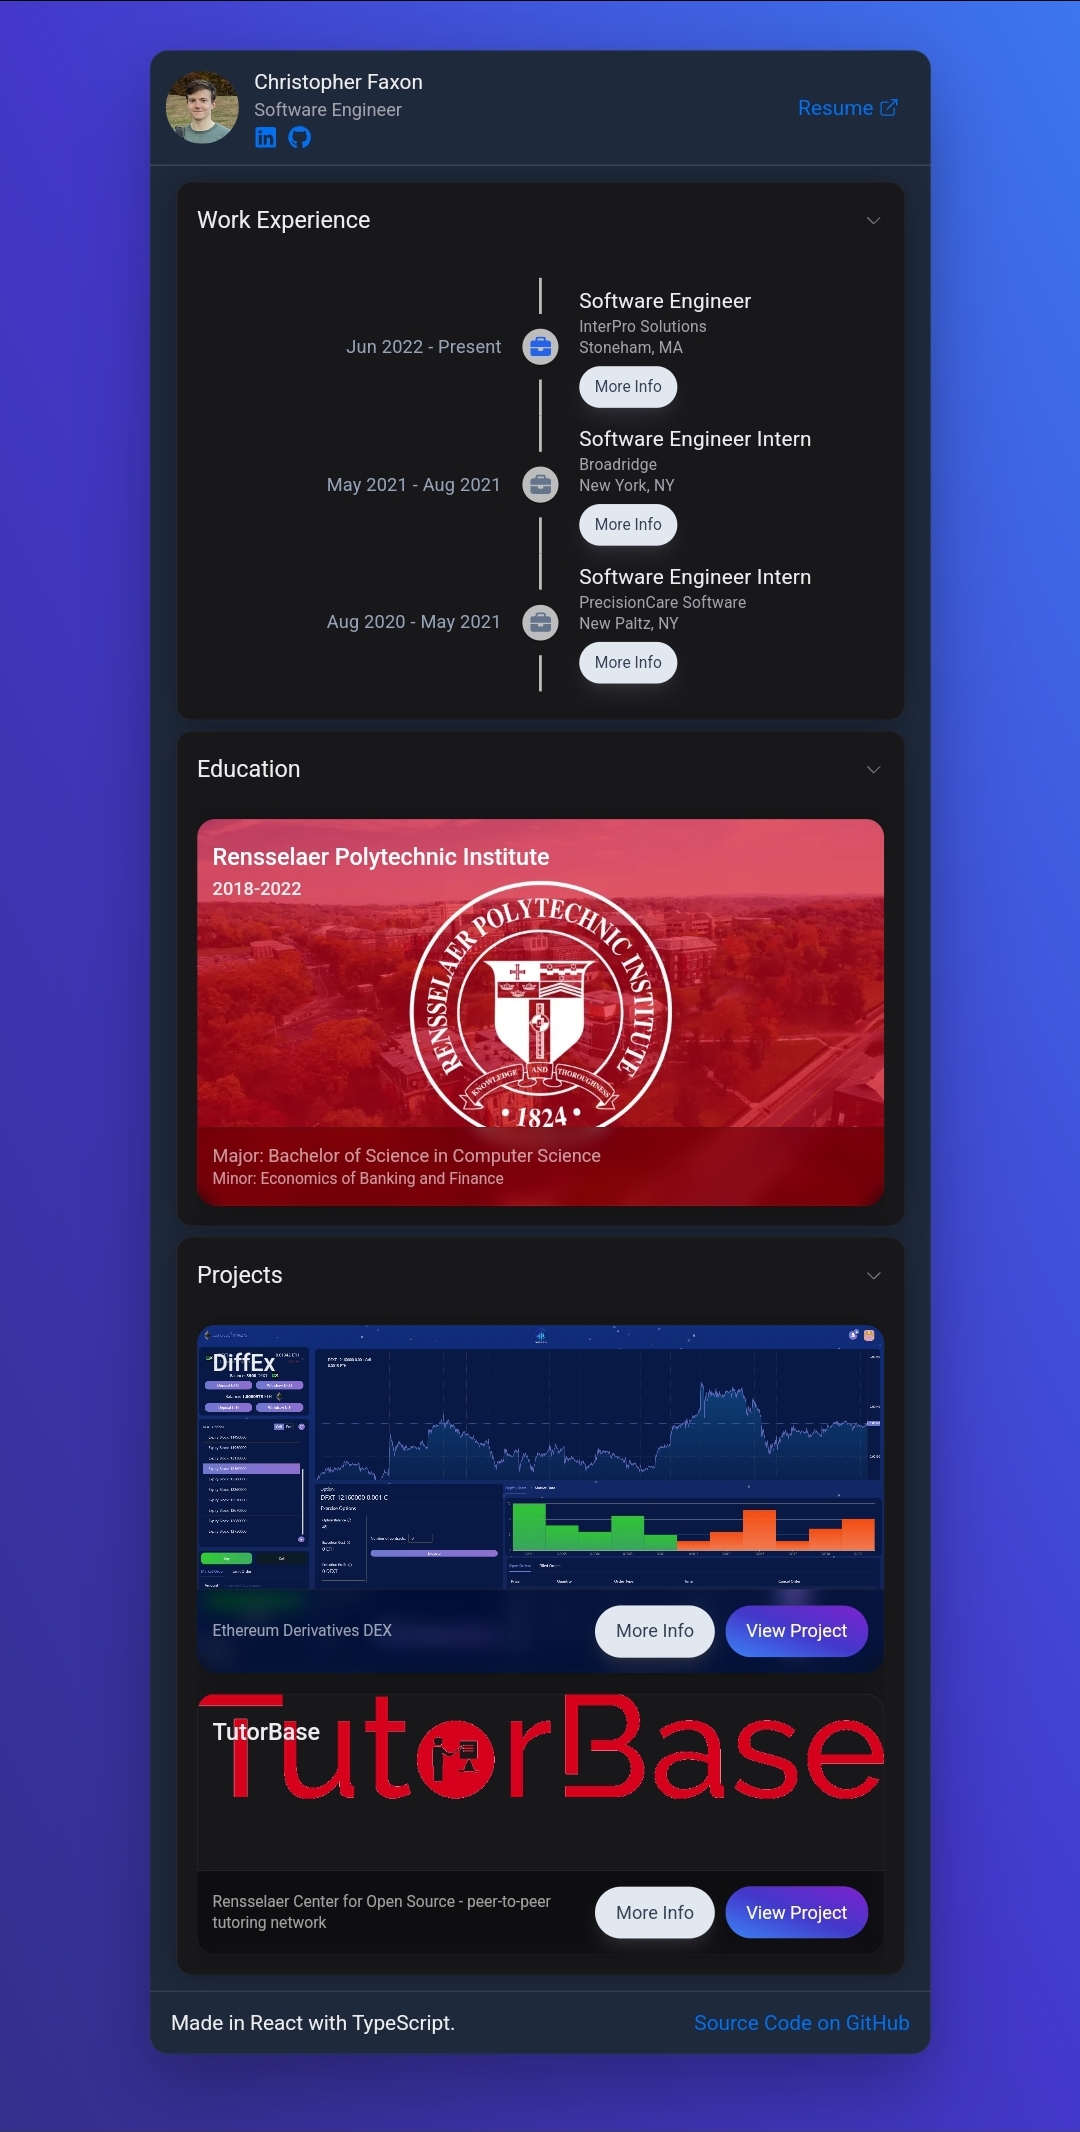 Christopher Faxon
Software Engineer
Resume
Work Experience
Jun 2022 - Present
Software Engineer
InterPro Solutions
Stoneham, MA
More Info
May 2021 - Aug 2021
Software Engineer Intern
Broadridge
New York, NY
More Info
Aug 2020 - May 2021
Software Engineer Intern
PrecisionCare Software
New Paltz, NY
More Info
Education
Rensselaer Polytechnic Institute
2018-2022
RENSSELAER POLYTECHNIC INSTITUTE
KNOWLEDGE AND THOROUGHNESS
• 1824 •
Major: Bachelor of Science in Computer Science
Minor: Economics of Banking and Finance
Projects
DiffEx
DFXT 12160000 0.001 C
Ethereum Derivatives DEX
More Info
View Project
TutorBase
TutorBase
Rensselaer Center for Open Source - peer-to-peer
tutoring network
More Info
View Project
Made in React with TypeScript.
Source Code on GitHub